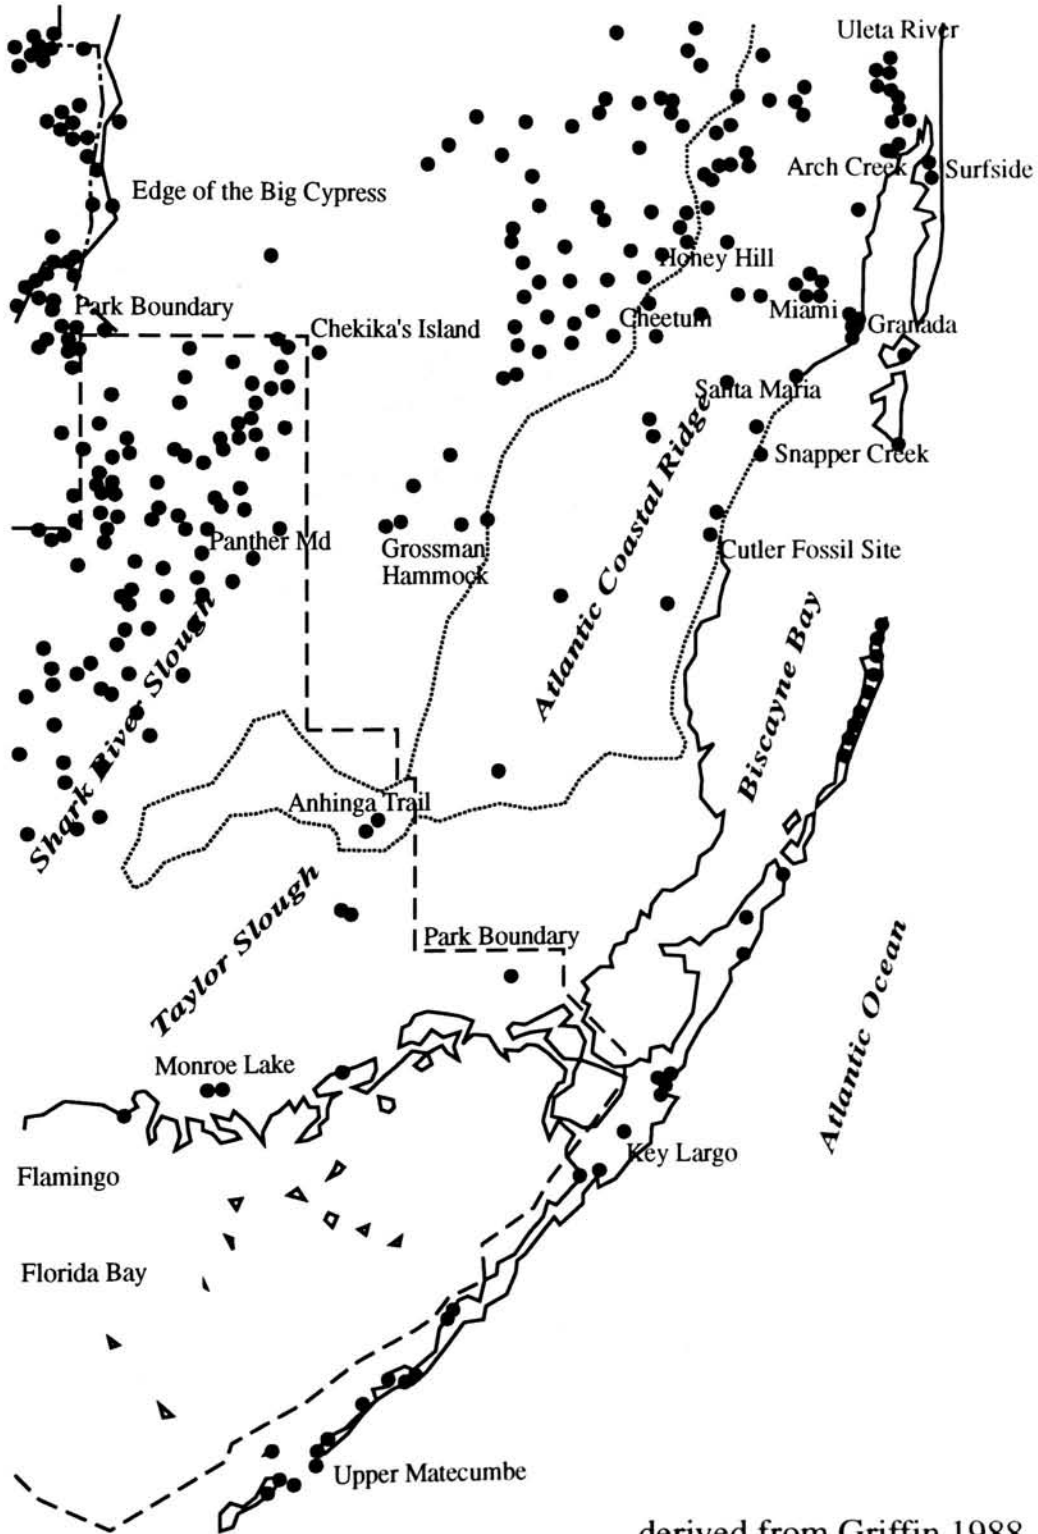 Uleta River
Arch Creek
Surfside
Edge of the Big Cypress
Honey Hill
Park Boundary
Chekika's Island
Cheetum
Miami
Granada
Santa Maria
Snapper Creek
Atlantic Coastal Ridge
Panther Md
Grossman
Hammock
Cutler Fossil Site
Shark River Slough
Biscayne Bay
Anhinga Trail
Taylor Slough
Park Boundary
Atlantic Ocean
Monroe Lake
Key Largo
Flamingo
Florida Bay
Upper Matecumbe
derived from Griffin 1988